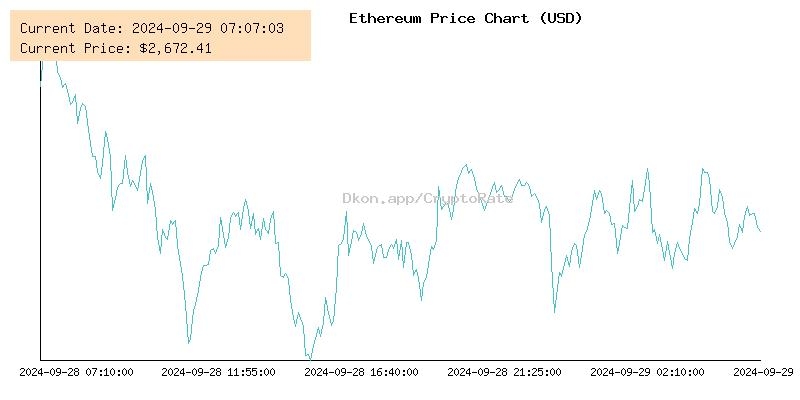 Ethereum Price Chart (USD)
Current Date: 2024-09-29 07:07:03
Current Price: $2,672.41
Dkon.app/CryptoRate
2024-09-28 07:10:00 2024-09-28 11:55:00 2024-09-28 16:40:00 2024-09-28 21:25:00 2024-09-29 02:10:00 2024-09-29